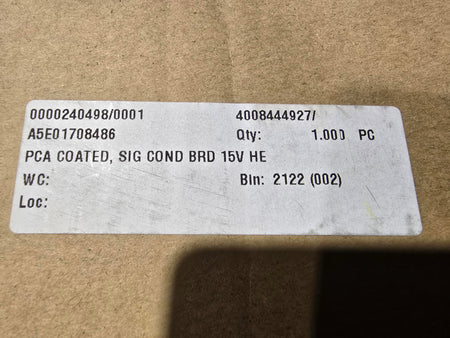 0000240498/0001 4008444927/
A5E01708486 Qty: 1.000 PC
PCA COATED, SIG COND BRD 15V HE
WC: Bin: 2122 (002)
Loc: